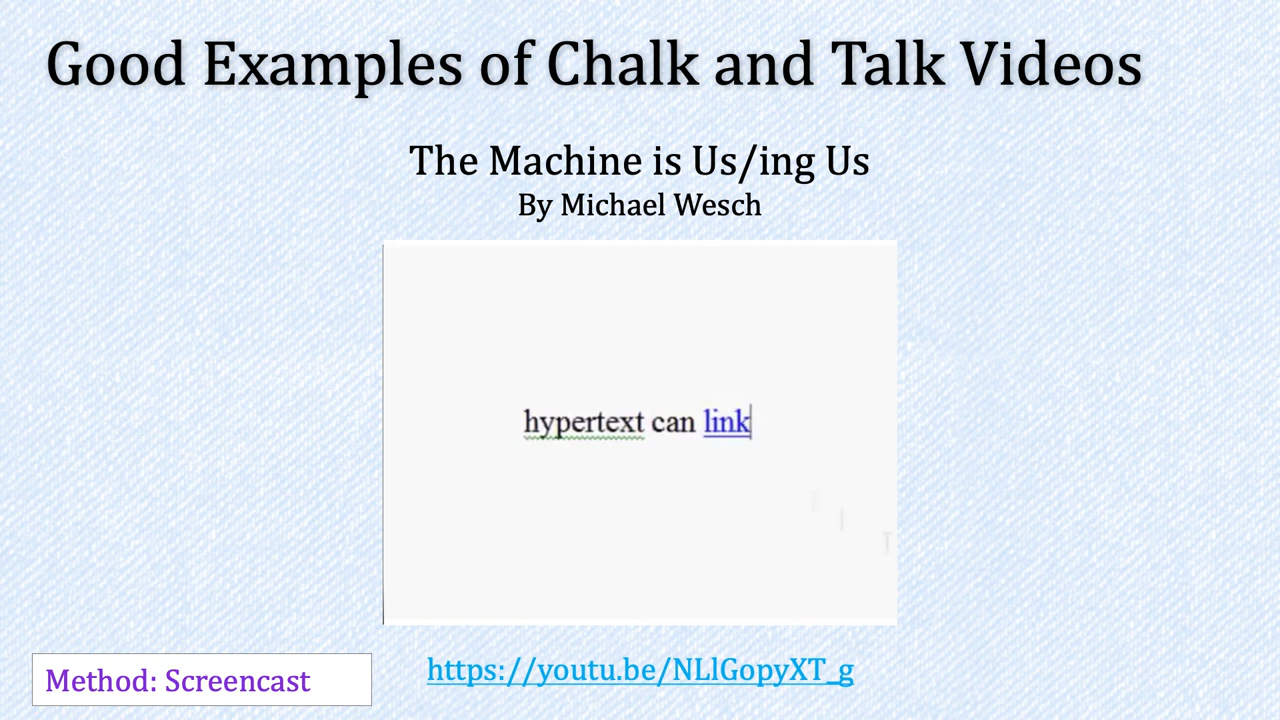 Good Examples of Chalk and Talk Videos
The Machine is Us/ing Us
By Michael Wesch
hypertext can link
https://youtu.be/NLlGopyXT_g
Method: Screencast